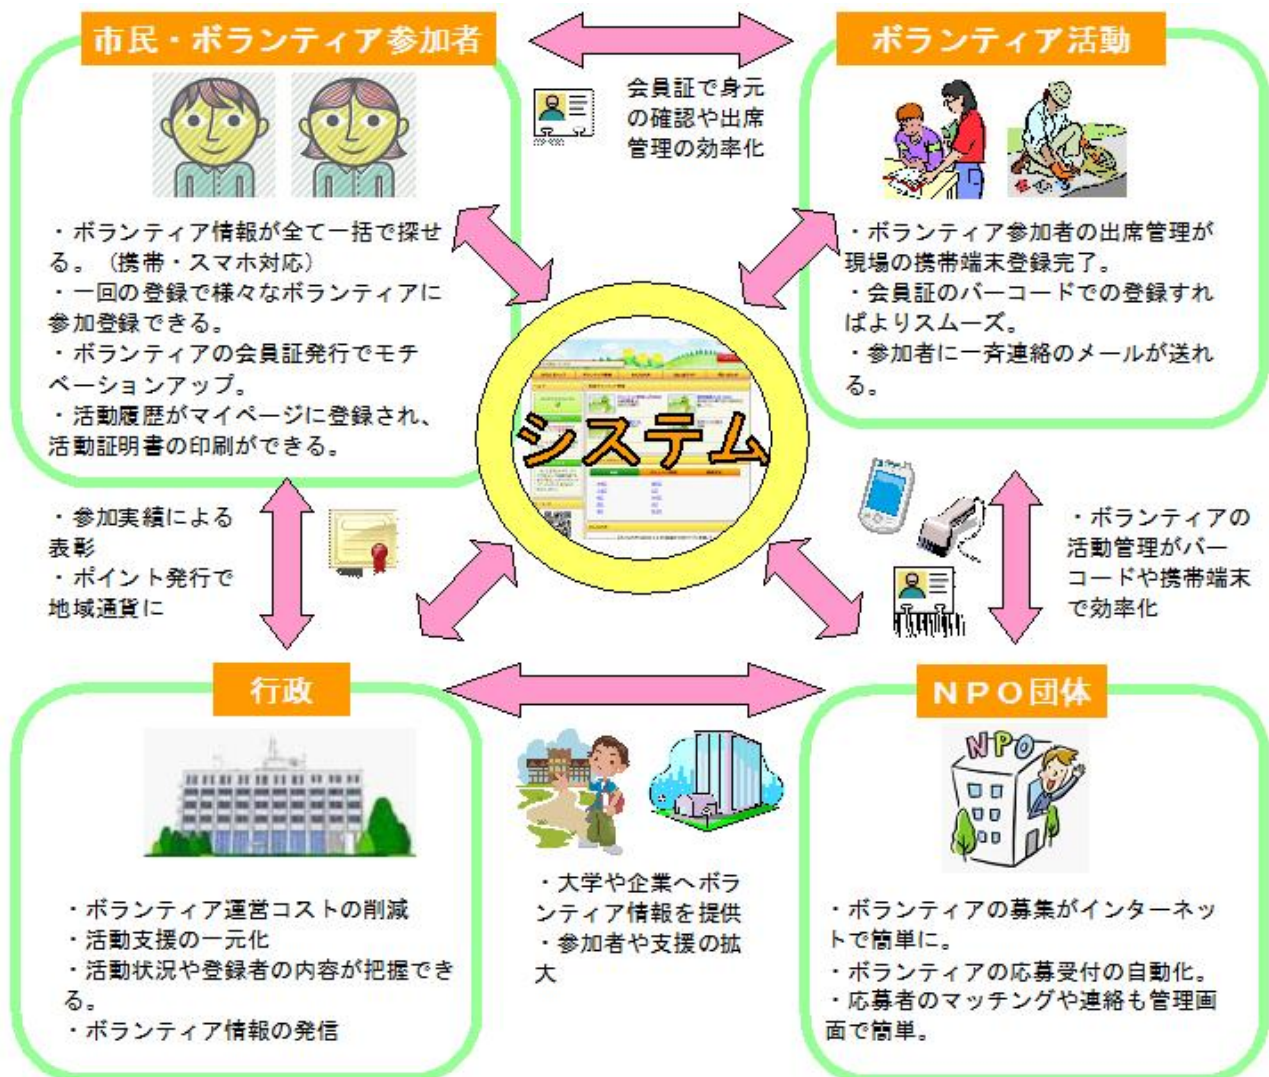 市民・ボランティア参加者
・ボランティア情報が全て一括で探せ
る。（携帯・スマホ対応）
・一回の登録で様々なボランティアに
参加登録できる。
・ボランティアの会員証発行でモチ
ベーションアップ。
・活動履歴がマイページに登録され、
活動証明書の印刷ができる。
会員証で身元
の確認や出席
管理の効率化
ボランティア活動
・ボランティア参加者の出席管理が
現場の携帯端末登録完了。
・会員証のバーコードでの登録すれ
ばよりスムーズ。
・参加者に一斉連絡のメールが送れ
る。
システム
・参加実績による
表彰
・ポイント発行で
地域通貨に
・ボランティアの
活動管理がバー
コードや携帯端末
で効率化
行政
・ボランティア運営コストの削減
・活動支援の一元化
・活動状況や登録者の内容が把握でき
る。
・ボランティア情報の発信
・大学や企業へボラ
ンティア情報を提供
・参加者や支援の拡
大
ＮＰＯ団体
NPO
・ボランティアの募集がインターネッ
トで簡単に。
・ボランティアの応募受付の自動化。
・応募者のマッチングや連絡も管理画
面で簡単。